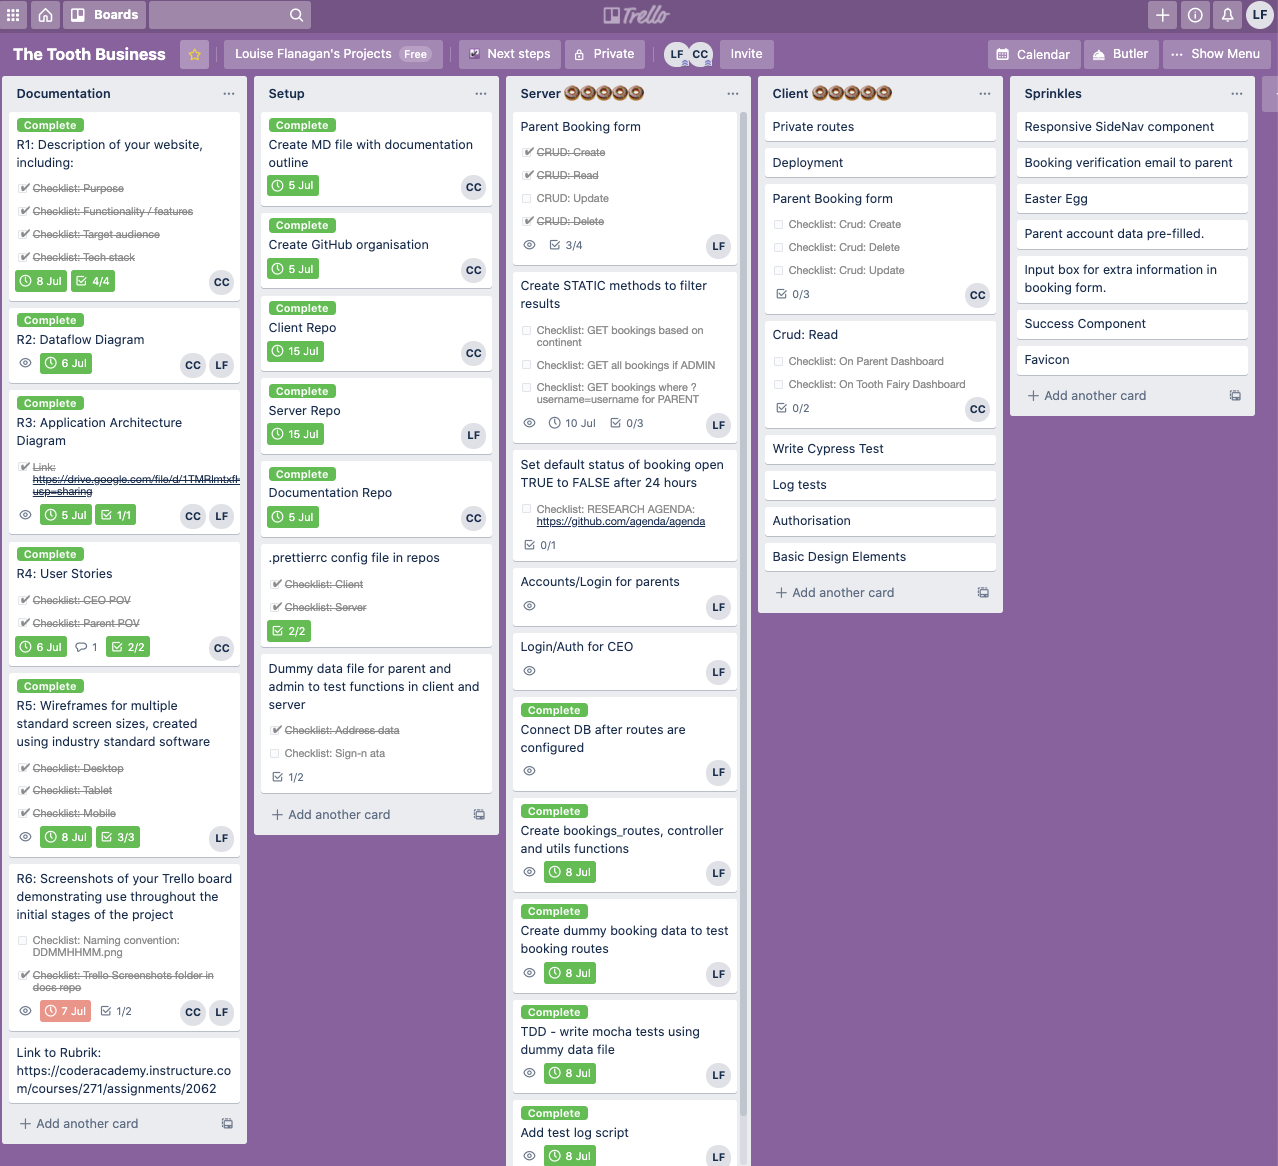 Boards
Trello
LF
The Tooth Business
Louise Flanagan's Projects Free
Next steps
Private
LF
CC
Invite
Calendar
Butler
Show Menu
Documentation
Complete
R1: Description of your website,
including:
Checklist: Purpose
Checklist: Functionality / features
Checklist: Target audience
Checklist: Tech stack
8 Jul
4/4
CC
Complete
R2: Dataflow Diagram
6 Jul
CC
LF
Complete
R3: Application Architecture
Diagram
Link:
usp=sharing
5 Jul
1/1
CC
LF
Complete
R4: User Stories
Checklist: CEO POV
Checklist: Parent POV
6 Jul
1
2/2
CC
Complete
R5: Wireframes for multiple
standard screen sizes, created
using industry standard software
Checklist: Desktop
Checklist: Tablet
Checklist: Mobile
8 Jul
3/3
LF
R6: Screenshots of your Trello board
demonstrating use throughout the
initial stages of the project
Checklist: Naming convention:
DDMMHHMM.png
Checklist: Trello Screenshots folder in
docs repo
7 Jul
1/2
CC
LF
Link to Rubrik:
https://coderacademy.instructure.co
m/courses/271/assignments/2062
+ Add another card
Setup
Complete
Create MD file with documentation
outline
5 Jul
CC
Complete
Create GitHub organisation
5 Jul
CC
Complete
Client Repo
15 Jul
CC
Complete
Server Repo
15 Jul
LF
Complete
Documentation Repo
5 Jul
CC
.prettierrc config file in repos
Checklist: Client
Checklist: Server
2/2
Dummy data file for parent and
admin to test functions in client and
server
Checklist: Address data
Checklist: Sign-n ata
1/2
+ Add another card
Server 🍩🍩🍩🍩🍩
Parent Booking form
CRUD: Create
CRUD: Read
CRUD: Update
CRUD: Delete
3/4
LF
Create STATIC methods to filter
results
Checklist: GET bookings based on
continent
Checklist: GET all bookings if ADMIN
Checklist: GET bookings where ?
username=username for PARENT
10 Jul
0/3
LF
Set default status of booking open
TRUE to FALSE after 24 hours
Checklist: RESEARCH AGENDA:
https://github.com/agenda/agenda
0/1
Accounts/Login for parents
LF
Login/Auth for CEO
LF
Complete
Connect DB after routes are
configured
LF
Complete
Create bookings_routes, controller
and utils functions
8 Jul
LF
Complete
Create dummy booking data to test
booking routes
8 Jul
LF
Complete
TDD - write mocha tests using
dummy data file
8 Jul
LF
Complete
Add test log script
8 Jul
LF
Client 🍩🍩🍩🍩🍩
Private routes
Deployment
Parent Booking form
Checklist: Crud: Create
Checklist: Crud: Delete
Checklist: Crud: Update
0/3
CC
Crud: Read
Checklist: On Parent Dashboard
Checklist: On Tooth Fairy Dashboard
0/2
CC
Write Cypress Test
Log tests
Authorisation
Basic Design Elements
+ Add another card
Sprinkles
Responsive SideNav component
Booking verification email to parent
Easter Egg
Parent account data pre-filled.
Input box for extra information in
booking form.
Success Component
Favicon
+ Add another card